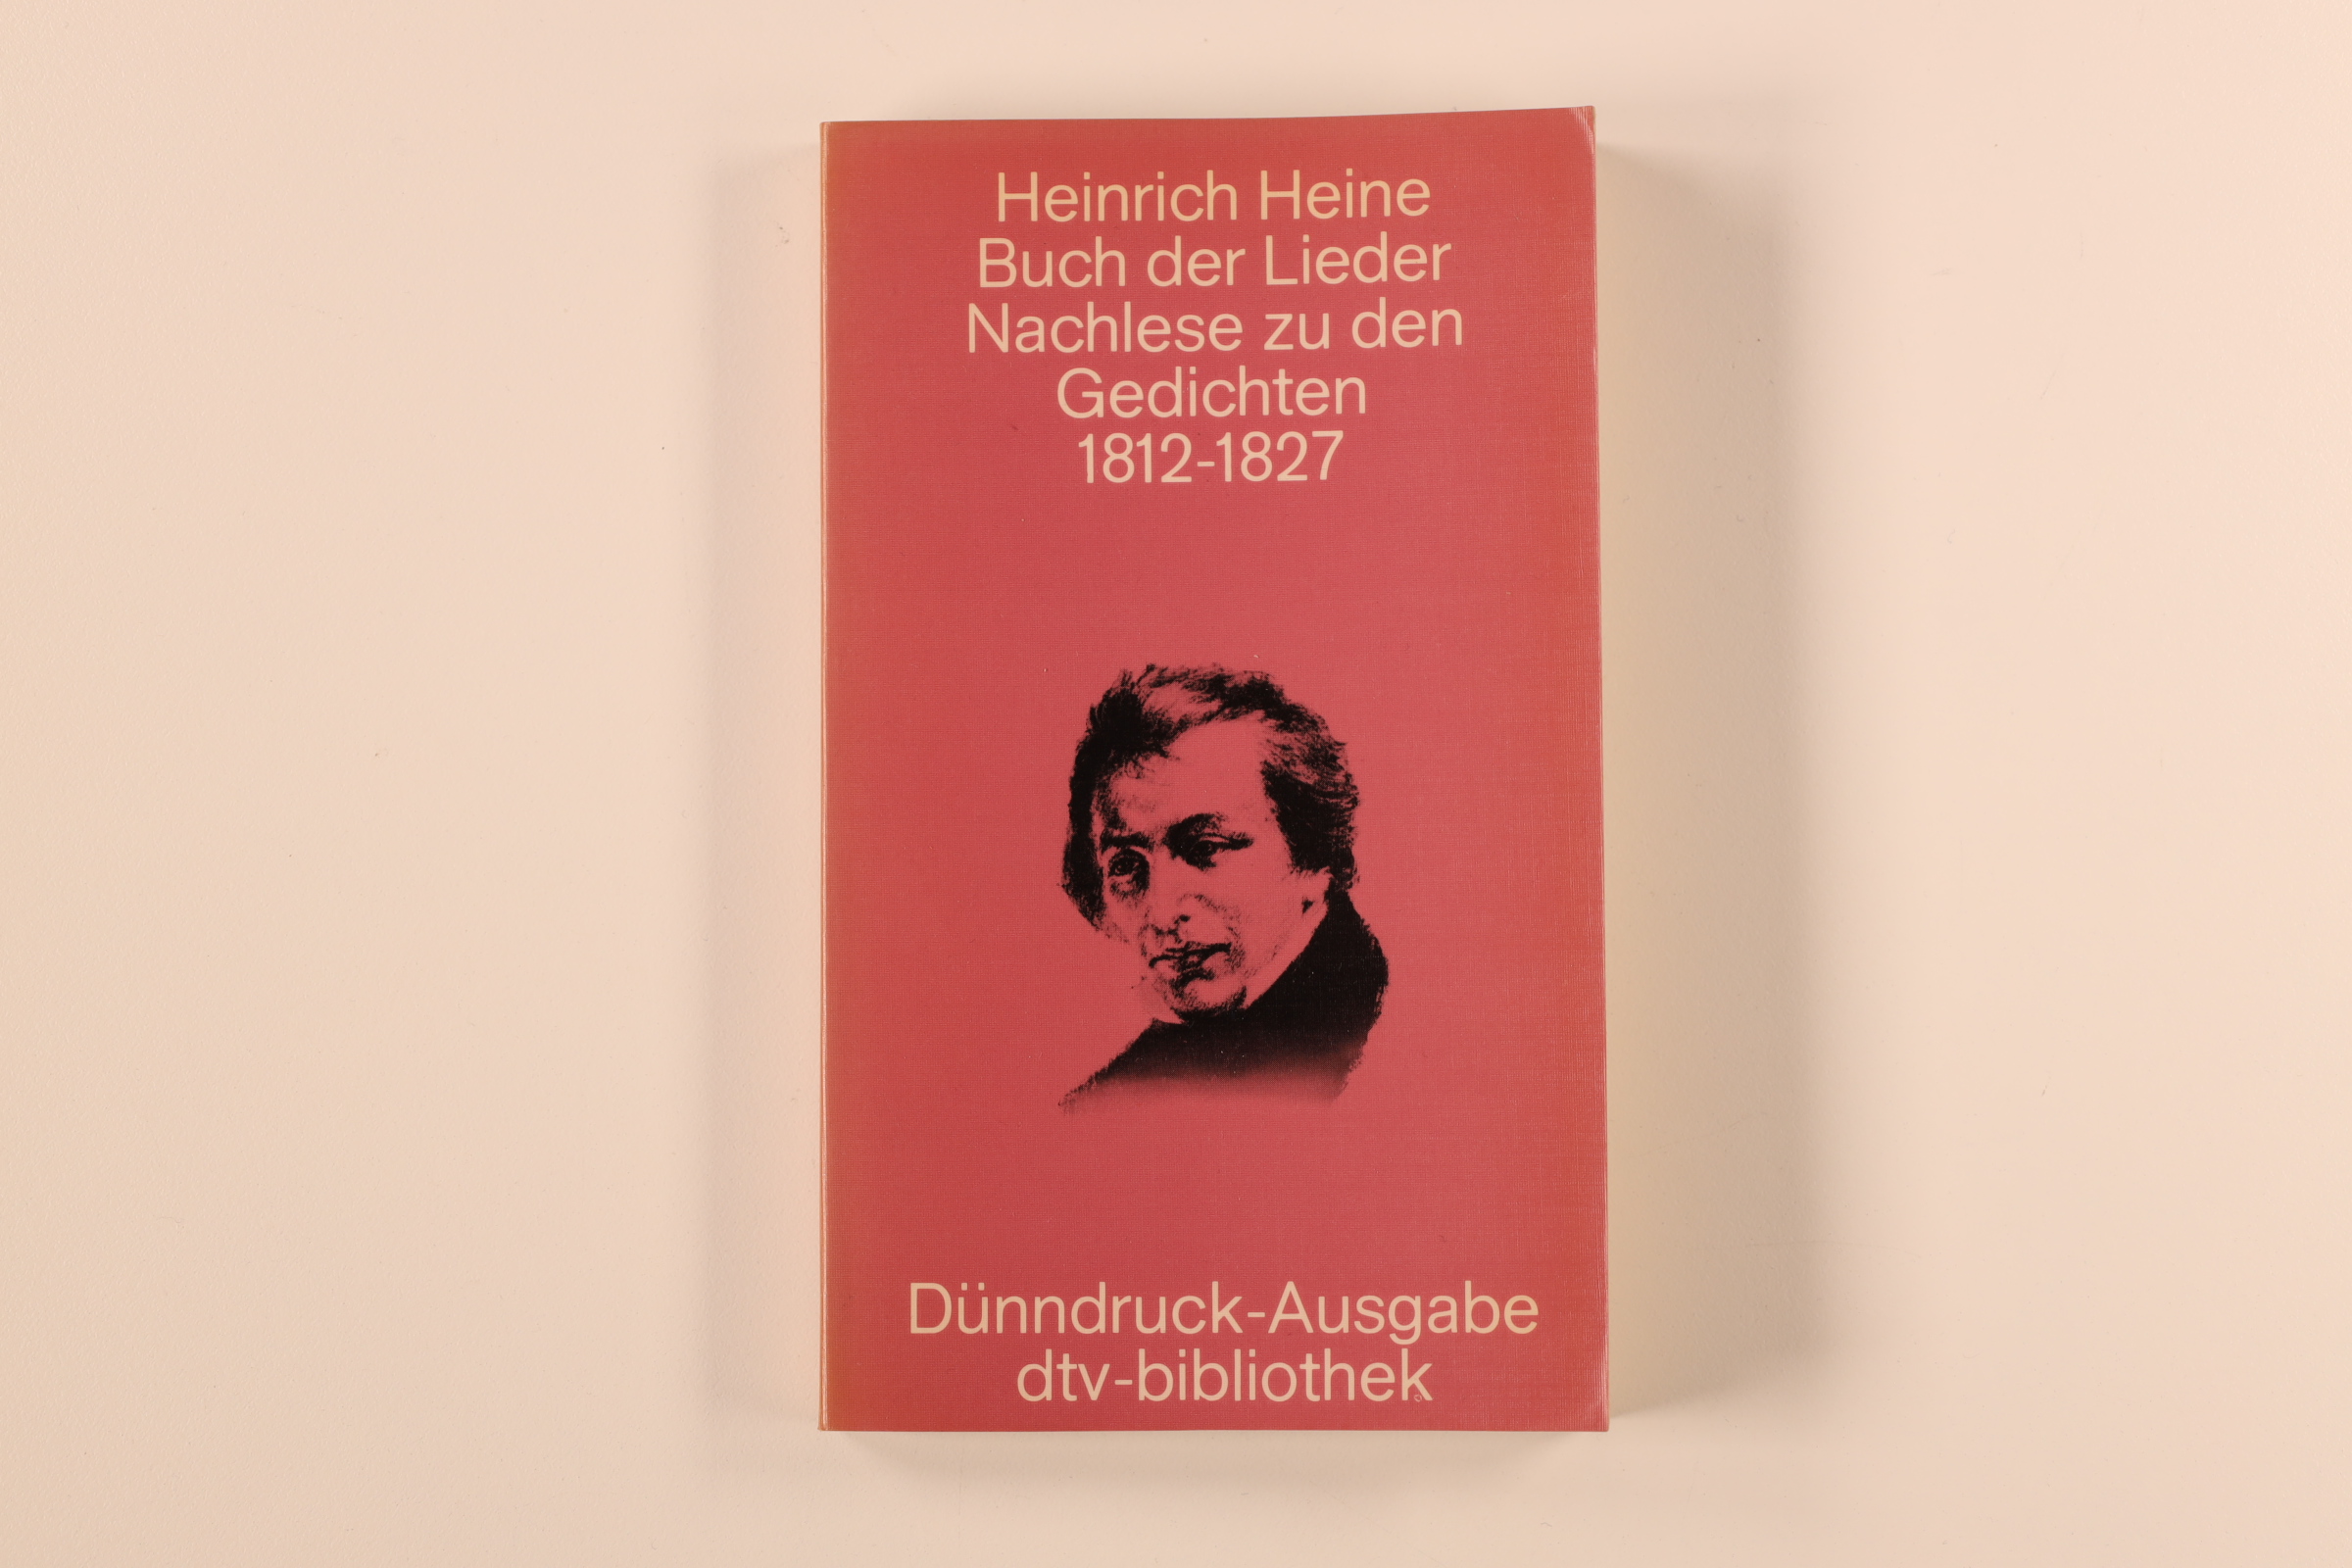 Heinrich Heine
Buch der Lieder
Nachlese zu den
Gedichten
1812-1827
Dünndruck-Ausgabe
dtv-bibliothek